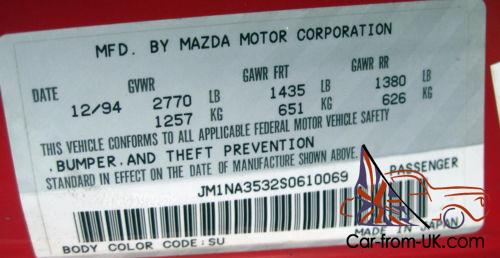 MFD. BY MAZDA MOTOR CORPORATION
DATE GVWR GAWR FRT GAWR RR
12/94 2770 LB 1435 LB 1380 LB
1257 KG 651 KG 626 KG
THIS VEHICLE CONFORMS TO ALL APPLICABLE FEDERAL MOTOR VEHICLE SAFETY
.BUMPER.AND THEFT PREVENTION
STANDARD IN EFFECT ON THE DATE OF MANUFACTURE SHOWN ABOVE.
JM1NA3532S0610069 PASSENGER
MADE IN JAPAN
BODY COLOR CODE:SU
Car-from-UK.com